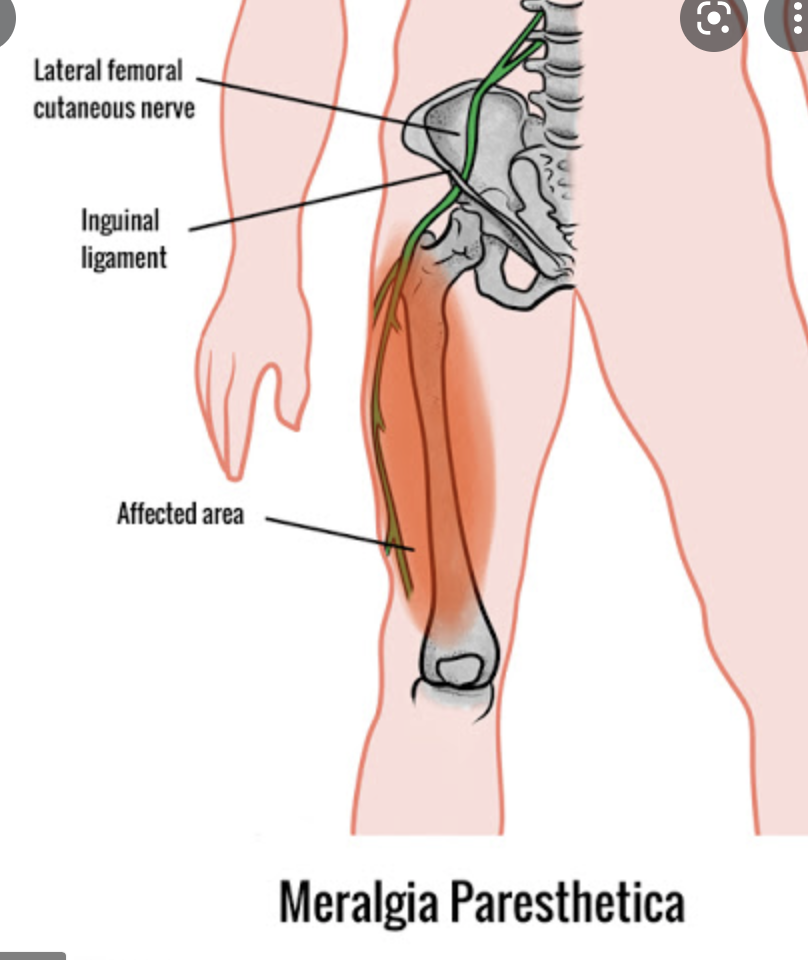 Lateral femoral
cutaneous nerve
Inguinal
ligament
Affected area
Meralgia Paresthetica